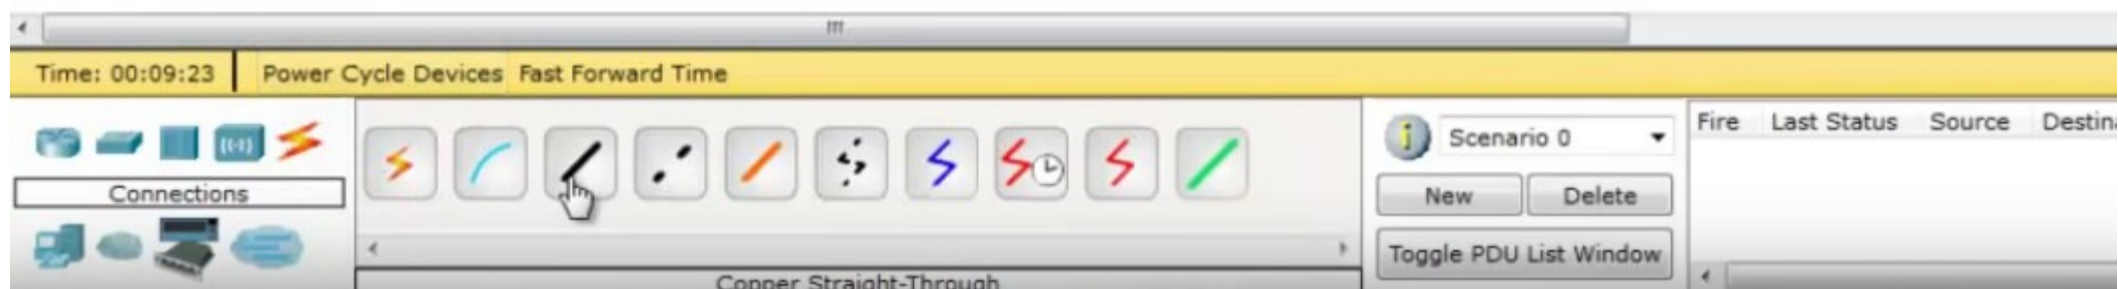 Time: 00:09:23 Power Cycle Devices Fast Forward Time
Fire Last Status Source
Scenario 0
Connections
New Delete
Toggle PDU List Window
Copper Straight-Through